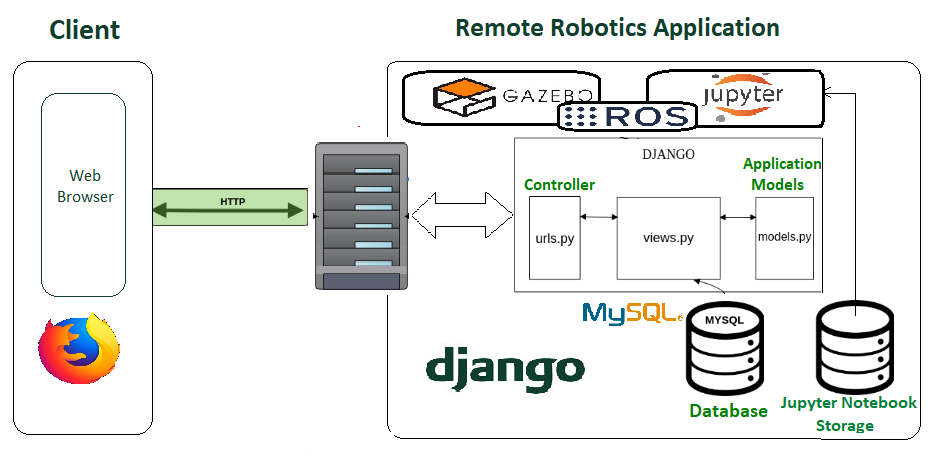 Client
Remote Robotics Application
GAZEBO
jupyter
ROS
DJANGO
Web
Browser
HTTP
Controller
Application
Models
urls.py
views.py
models.py
MySQL
MYSQL
django
Database
Jupyter Notebook
Storage